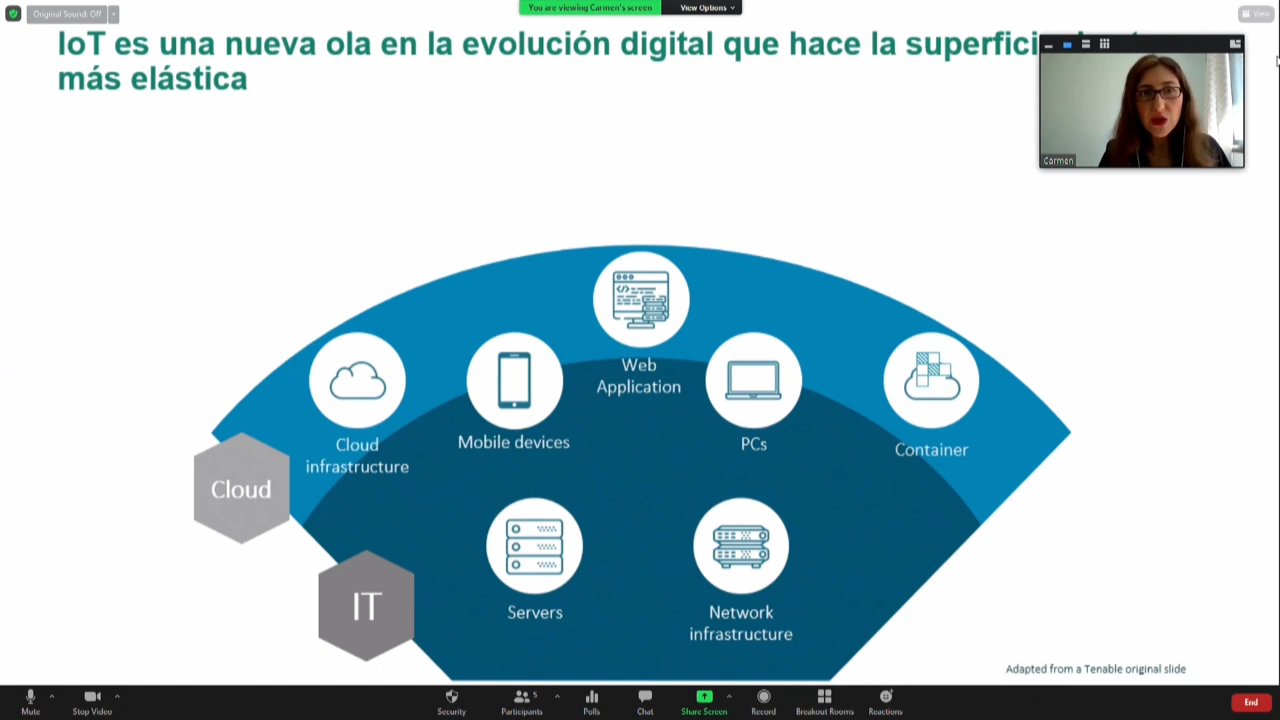 Original Sound: Off
You are viewing Carmen's screen
View Options
View
IoT es una nueva ola en la evolución digital que hace la
más elástica
Carmen
Web
Application
Cloud
infrastructure
Mobile devices
PCs
Container
Cloud
IT
Servers
Network
infrastructure
Adapted from a Tenable original slide
Mute
Stop Video
Security
Participants
5
Polls
Chat
Share Screen
Record
Breakout Rooms
Reactions
End